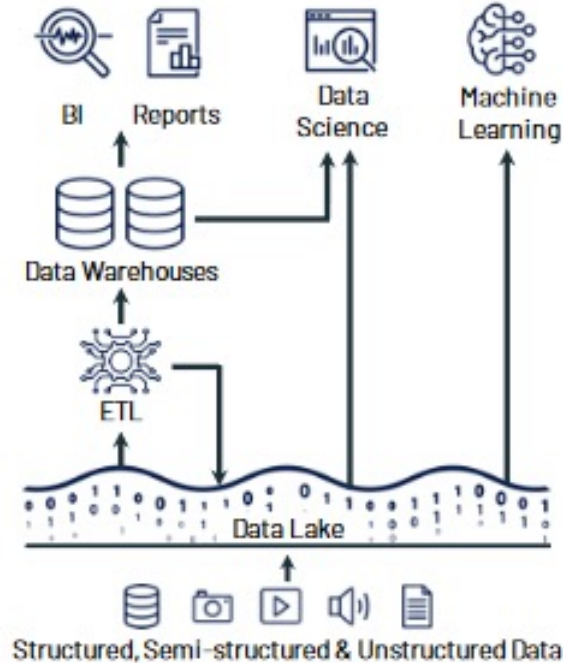 BI
Reports
Data
Science
Machine
Learning
Data Warehouses
ETL
Data Lake
Structured, Semi-structured & Unstructured Data